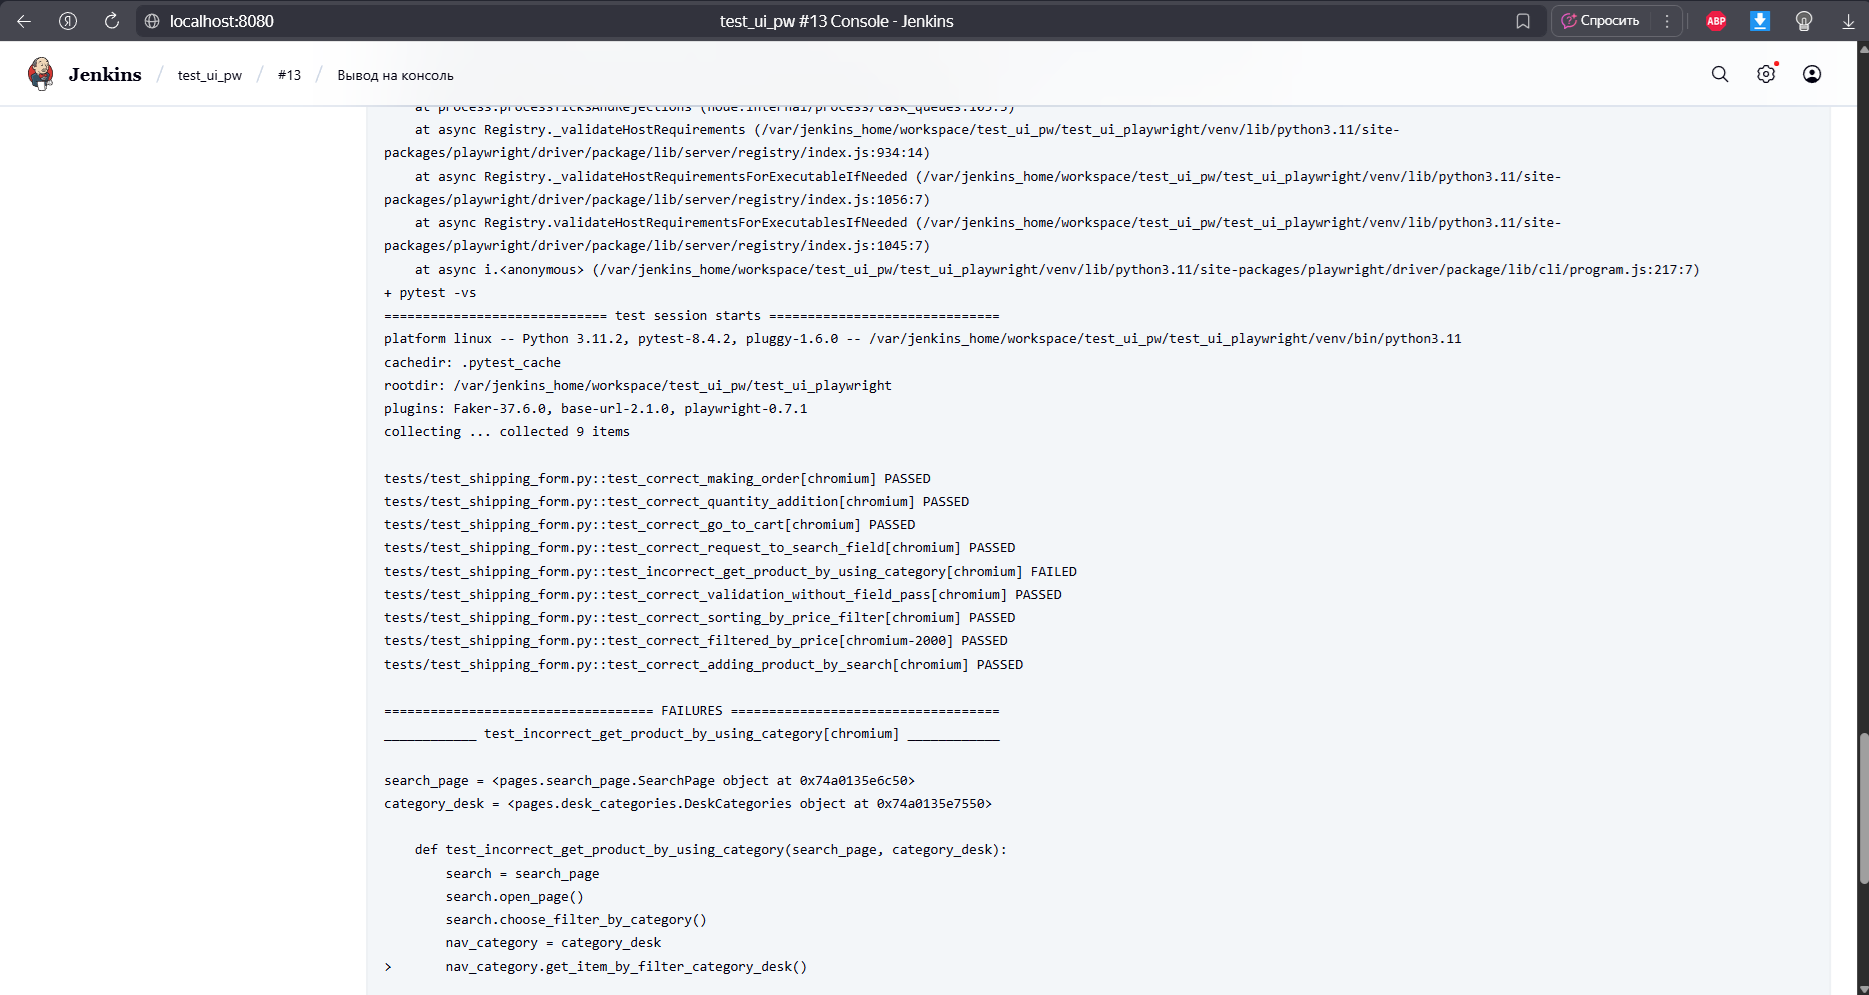 localhost:8080
test_ui_pw #13 Console - Jenkins
Спросить
ABP
Jenkins / test_ui_pw / #13 / Вывод на консоль
at process.processTicksAndRejections (node:internal/process/task_queues:105:5)
at async Registry._validateHostRequirements (/var/jenkins_home/workspace/test_ui_pw/test_ui_playwright/venv/lib/python3.11/site-
packages/playwright/driver/package/lib/server/registry/index.js:934:14)
at async Registry._validateHostRequirementsForExecutableIfNeeded (/var/jenkins_home/workspace/test_ui_pw/test_ui_playwright/venv/lib/python3.11/site-
packages/playwright/driver/package/lib/server/registry/index.js:1056:7)
at async Registry.validateHostRequirementsForExecutablesIfNeeded (/var/jenkins_home/workspace/test_ui_pw/test_ui_playwright/venv/lib/python3.11/site-
packages/playwright/driver/package/lib/server/registry/index.js:1045:7)
at async i.<anonymous> (/var/jenkins_home/workspace/test_ui_pw/test_ui_playwright/venv/lib/python3.11/site-packages/playwright/driver/package/lib/cli/program.js:217:7)
+ pytest -vs
============================= test session starts ==============================
platform linux -- Python 3.11.2, pytest-8.4.2, pluggy-1.6.0 -- /var/jenkins_home/workspace/test_ui_pw/test_ui_playwright/venv/bin/python3.11
cachedir: .pytest_cache
rootdir: /var/jenkins_home/workspace/test_ui_pw/test_ui_playwright
plugins: Faker-37.6.0, base-url-2.1.0, playwright-0.7.1
collecting ... collected 9 items
tests/test_shipping_form.py::test_correct_making_order[chromium] PASSED
tests/test_shipping_form.py::test_correct_quantity_addition[chromium] PASSED
tests/test_shipping_form.py::test_correct_go_to_cart[chromium] PASSED
tests/test_shipping_form.py::test_correct_request_to_search_field[chromium] PASSED
tests/test_shipping_form.py::test_incorrect_get_product_by_using_category[chromium] FAILED
tests/test_shipping_form.py::test_correct_validation_without_field_pass[chromium] PASSED
tests/test_shipping_form.py::test_correct_sorting_by_price_filter[chromium] PASSED
tests/test_shipping_form.py::test_correct_filtered_by_price[chromium-2000] PASSED
tests/test_shipping_form.py::test_correct_adding_product_by_search[chromium] PASSED
=================================== FAILURES ===================================
____________ test_incorrect_get_product_by_using_category[chromium] ____________
search_page = <pages.search_page.SearchPage object at 0x74a0135e6c50>
category_desk = <pages.desk_categories.DeskCategories object at 0x74a0135e7550>
def test_incorrect_get_product_by_using_category(search_page, category_desk):
search = search_page
search.open_page()
search.choose_filter_by_category()
nav_category = category_desk
> nav_category.get_item_by_filter_category_desk()